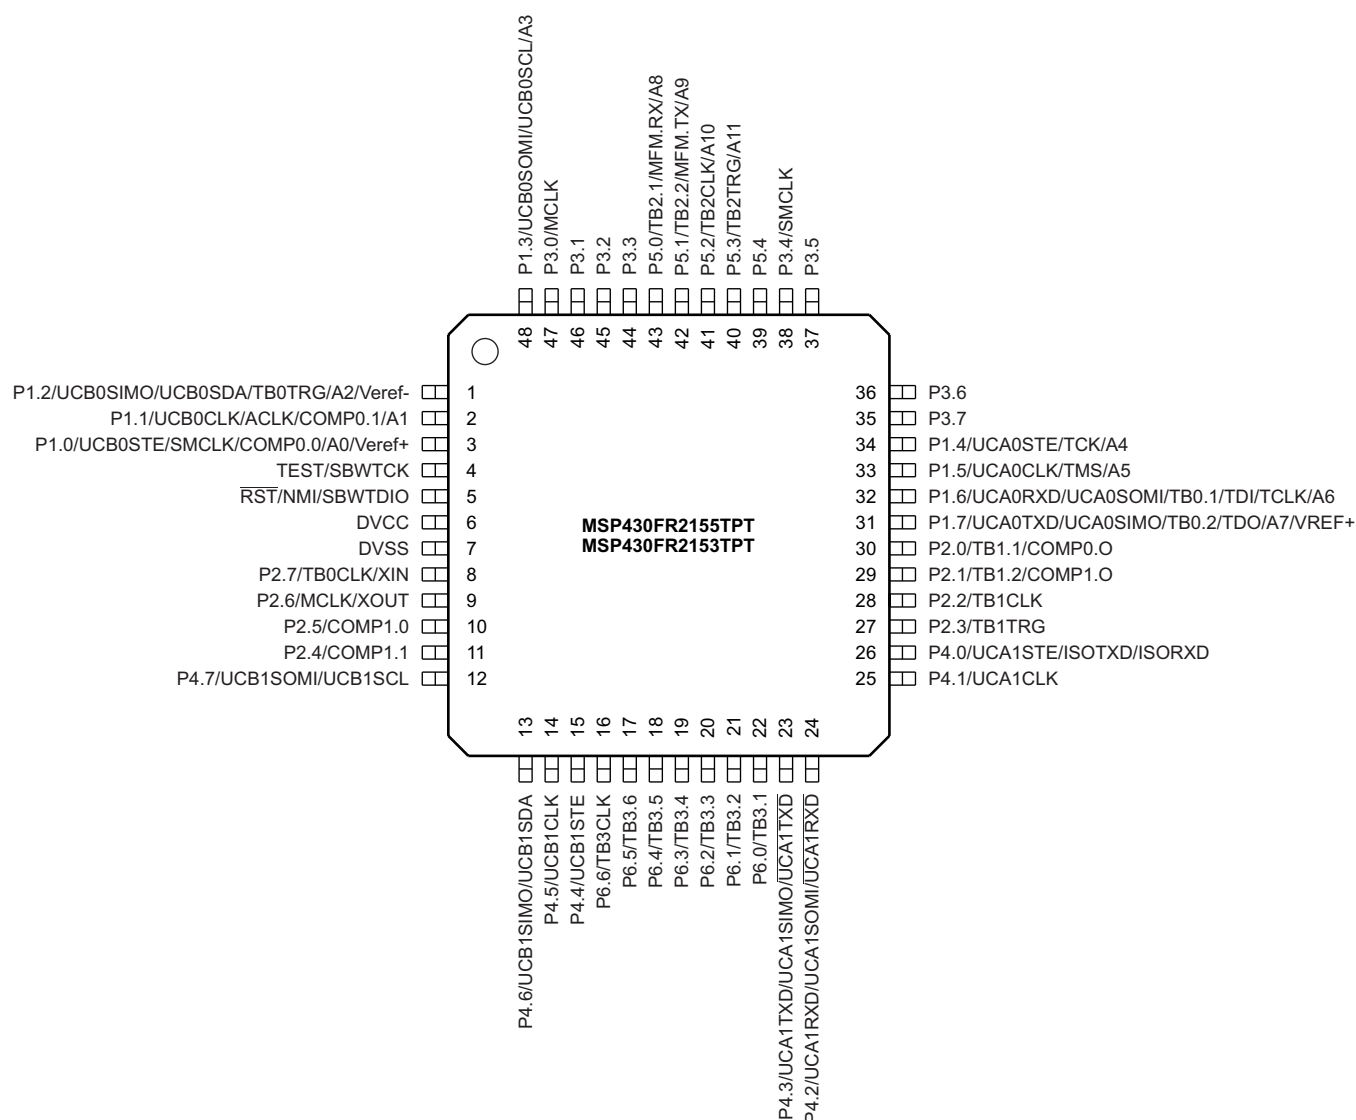 P1.3/UCB0SOMI/UCB0SCL/A3
P3.0/MCLK
P3.1
P3.2
P3.3
P5.0/TB2.1/MFM.RX/A8
P5.1/TB2.2/MFM.TX/A9
P5.2/TB2CLK/A10
P5.3/TB2TRG/A11
P5.4
P3.4/SMCLK
P3.5
48
47
46
45
44
43
42
41
40
39
38
37
P1.2/UCB0SIMO/UCB0SDA/TB0TRG/A2/Veref- 1
P1.1/UCB0CLK/ACLK/COMP0.1/A1 2
P1.0/UCB0STE/SMCLK/COMP0.0/A0/Veref+ 3
TEST/SBWTCK 4
RST/NMI/SBWTDIO 5
DVCC 6
DVSS 7
P2.7/TB0CLK/XIN 8
P2.6/MCLK/XOUT 9
P2.5/COMP1.0 10
P2.4/COMP1.1 11
P4.7/UCB1SOMI/UCB1SCL 12
MSP430FR2155TPT
MSP430FR2153TPT
36 P3.6
35 P3.7
34 P1.4/UCA0STE/TCK/A4
33 P1.5/UCA0CLK/TMS/A5
32 P1.6/UCA0RXD/UCA0SOMI/TB0.1/TDI/TCLK/A6
31 P1.7/UCA0TXD/UCA0SIMO/TB0.2/TDO/A7/VREF+
30 P2.0/TB1.1/COMP0.O
29 P2.1/TB1.2/COMP1.O
28 P2.2/TB1CLK
27 P2.3/TB1TRG
26 P4.0/UCA1STE/ISOTXD/ISORXD
25 P4.1/UCA1CLK
13
14
15
16
17
18
19
20
21
22
23
24
P4.6/UCB1SIMO/UCB1SDA
P4.5/UCB1CLK
P4.4/UCB1STE
P6.6/TB3CLK
P6.5/TB3.6
P6.4/TB3.5
P6.3/TB3.4
P6.2/TB3.3
P6.1/TB3.2
P6.0/TB3.1
P4.3/UCA1TXD/UCA1SIMO/UCA1TXD
P4.2/UCA1RXD/UCA1SOMI/UCA1RXD